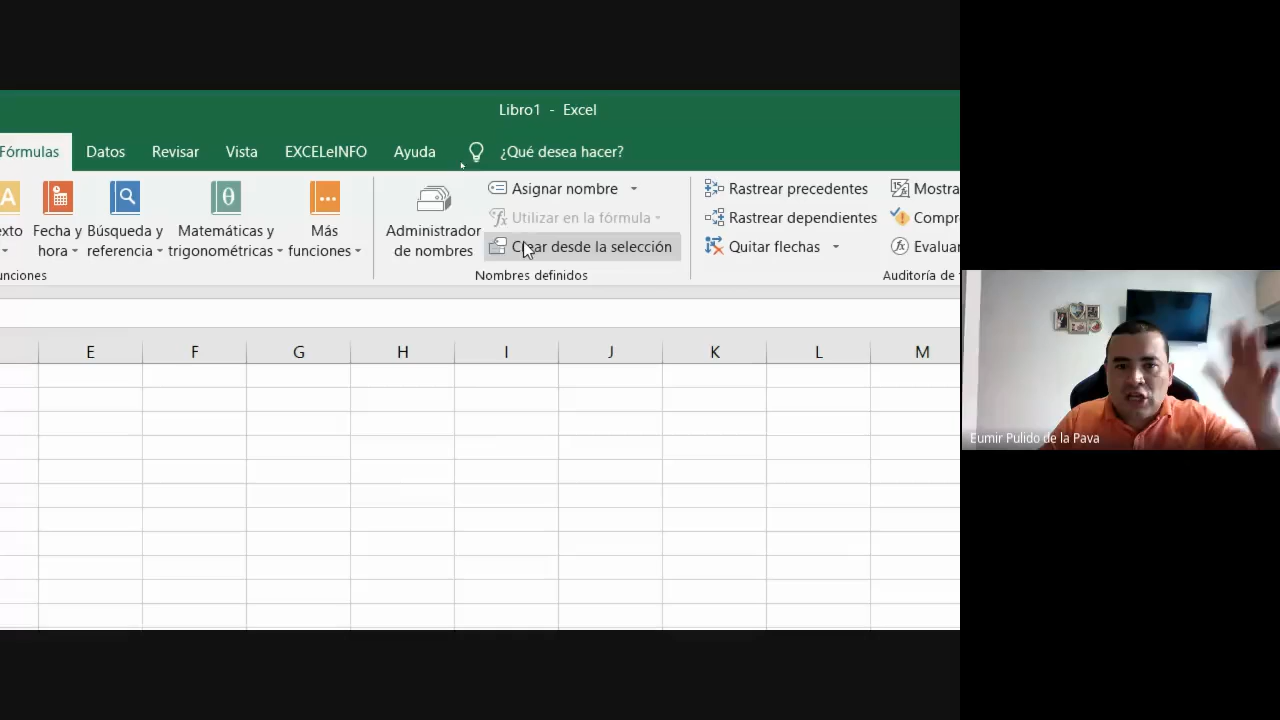 Libro1 - Excel
Fórmulas Datos Revisar Vista EXCELeINFO Ayuda ¿Qué desea hacer?
Fecha y hora
Búsqueda y referencia
Matemáticas y trigonométricas
Más funciones
Administrador de nombres
Asignar nombre
Utilizar en la fórmula
Crear desde la selección
Nombres definidos
Rastrear precedentes
Rastrear dependientes
Quitar flechas
Evaluar
Auditoría de
E F G H I J K L M
Eumir Pulido de la Pava